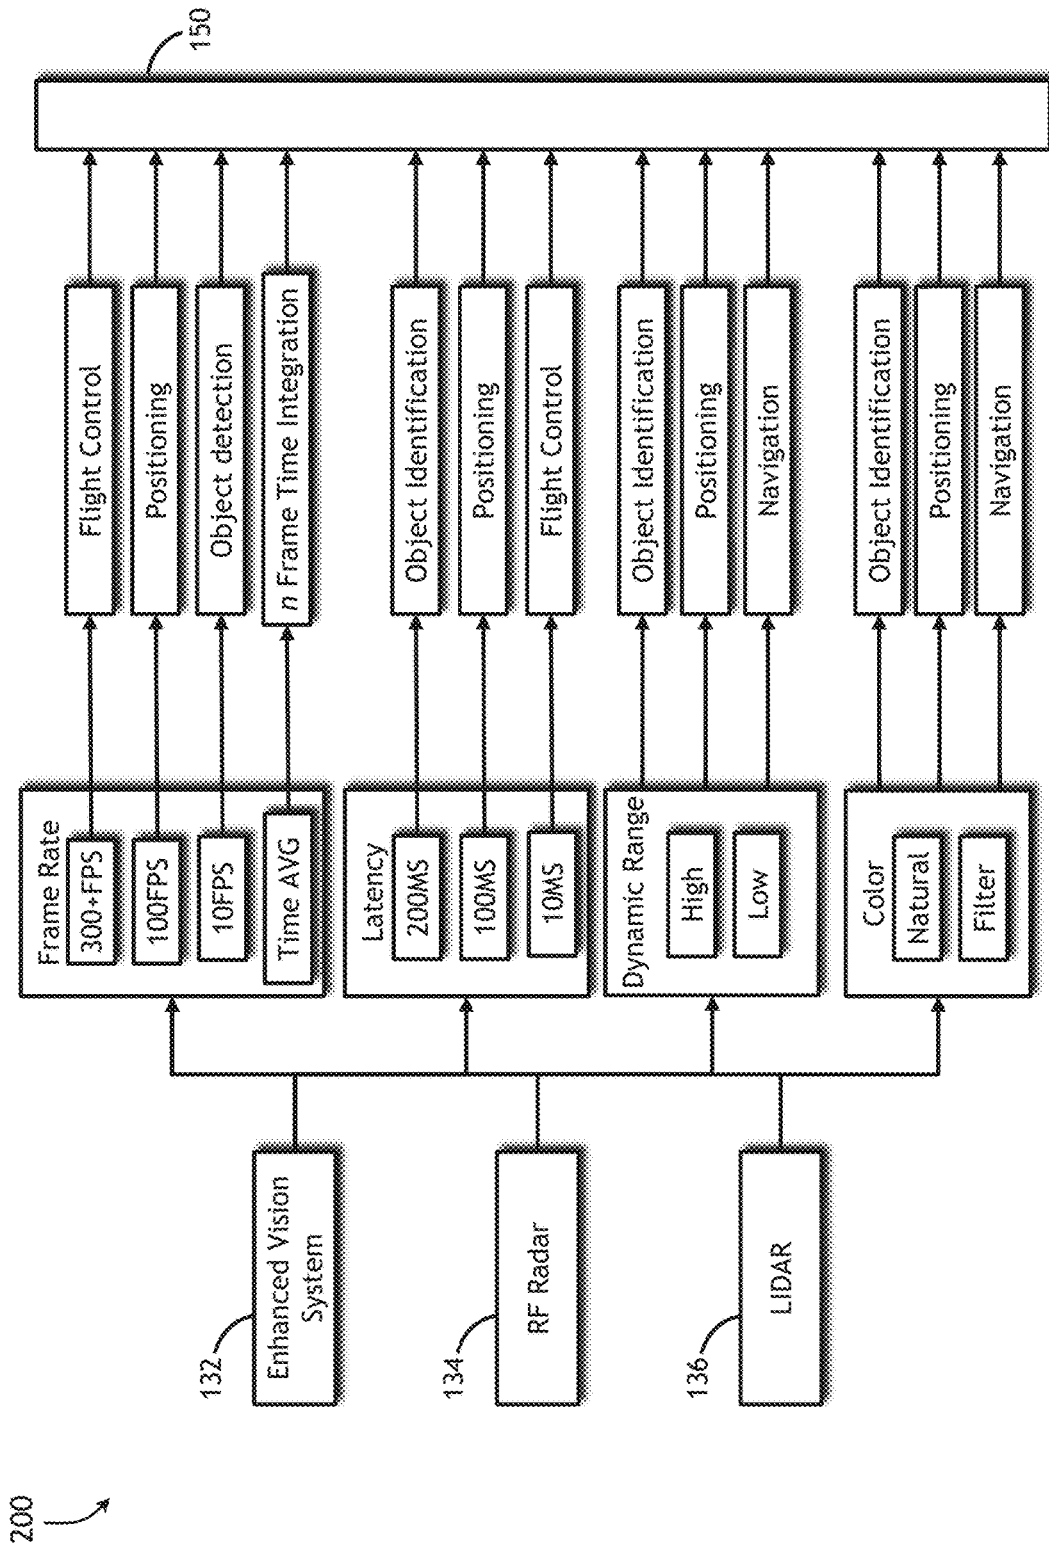 200
132
Enhanced Vision
System
134
RF Radar
136
LIDAR
Frame Rate
300+FPS
100FPS
10FPS
Time AVG
Latency
200MS
100MS
10MS
Dynamic Range
High
Low
Color
Natural
Filter
Flight Control
Positioning
Object detection
n Frame Time Integration
Object Identification
Positioning
Flight Control
Object Identification
Positioning
Navigation
Object Identification
Positioning
Navigation
150